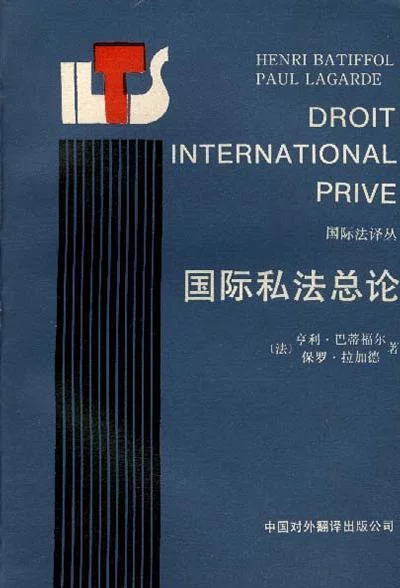 ILTS
HENRI BATIFFOL
PAUL LAGARDE
DROIT
INTERNATIONAL
PRIVE
国际法译丛
国际私法总论
〔法〕亨利·巴蒂福尔
保罗·拉加德 著
中国对外翻译出版公司